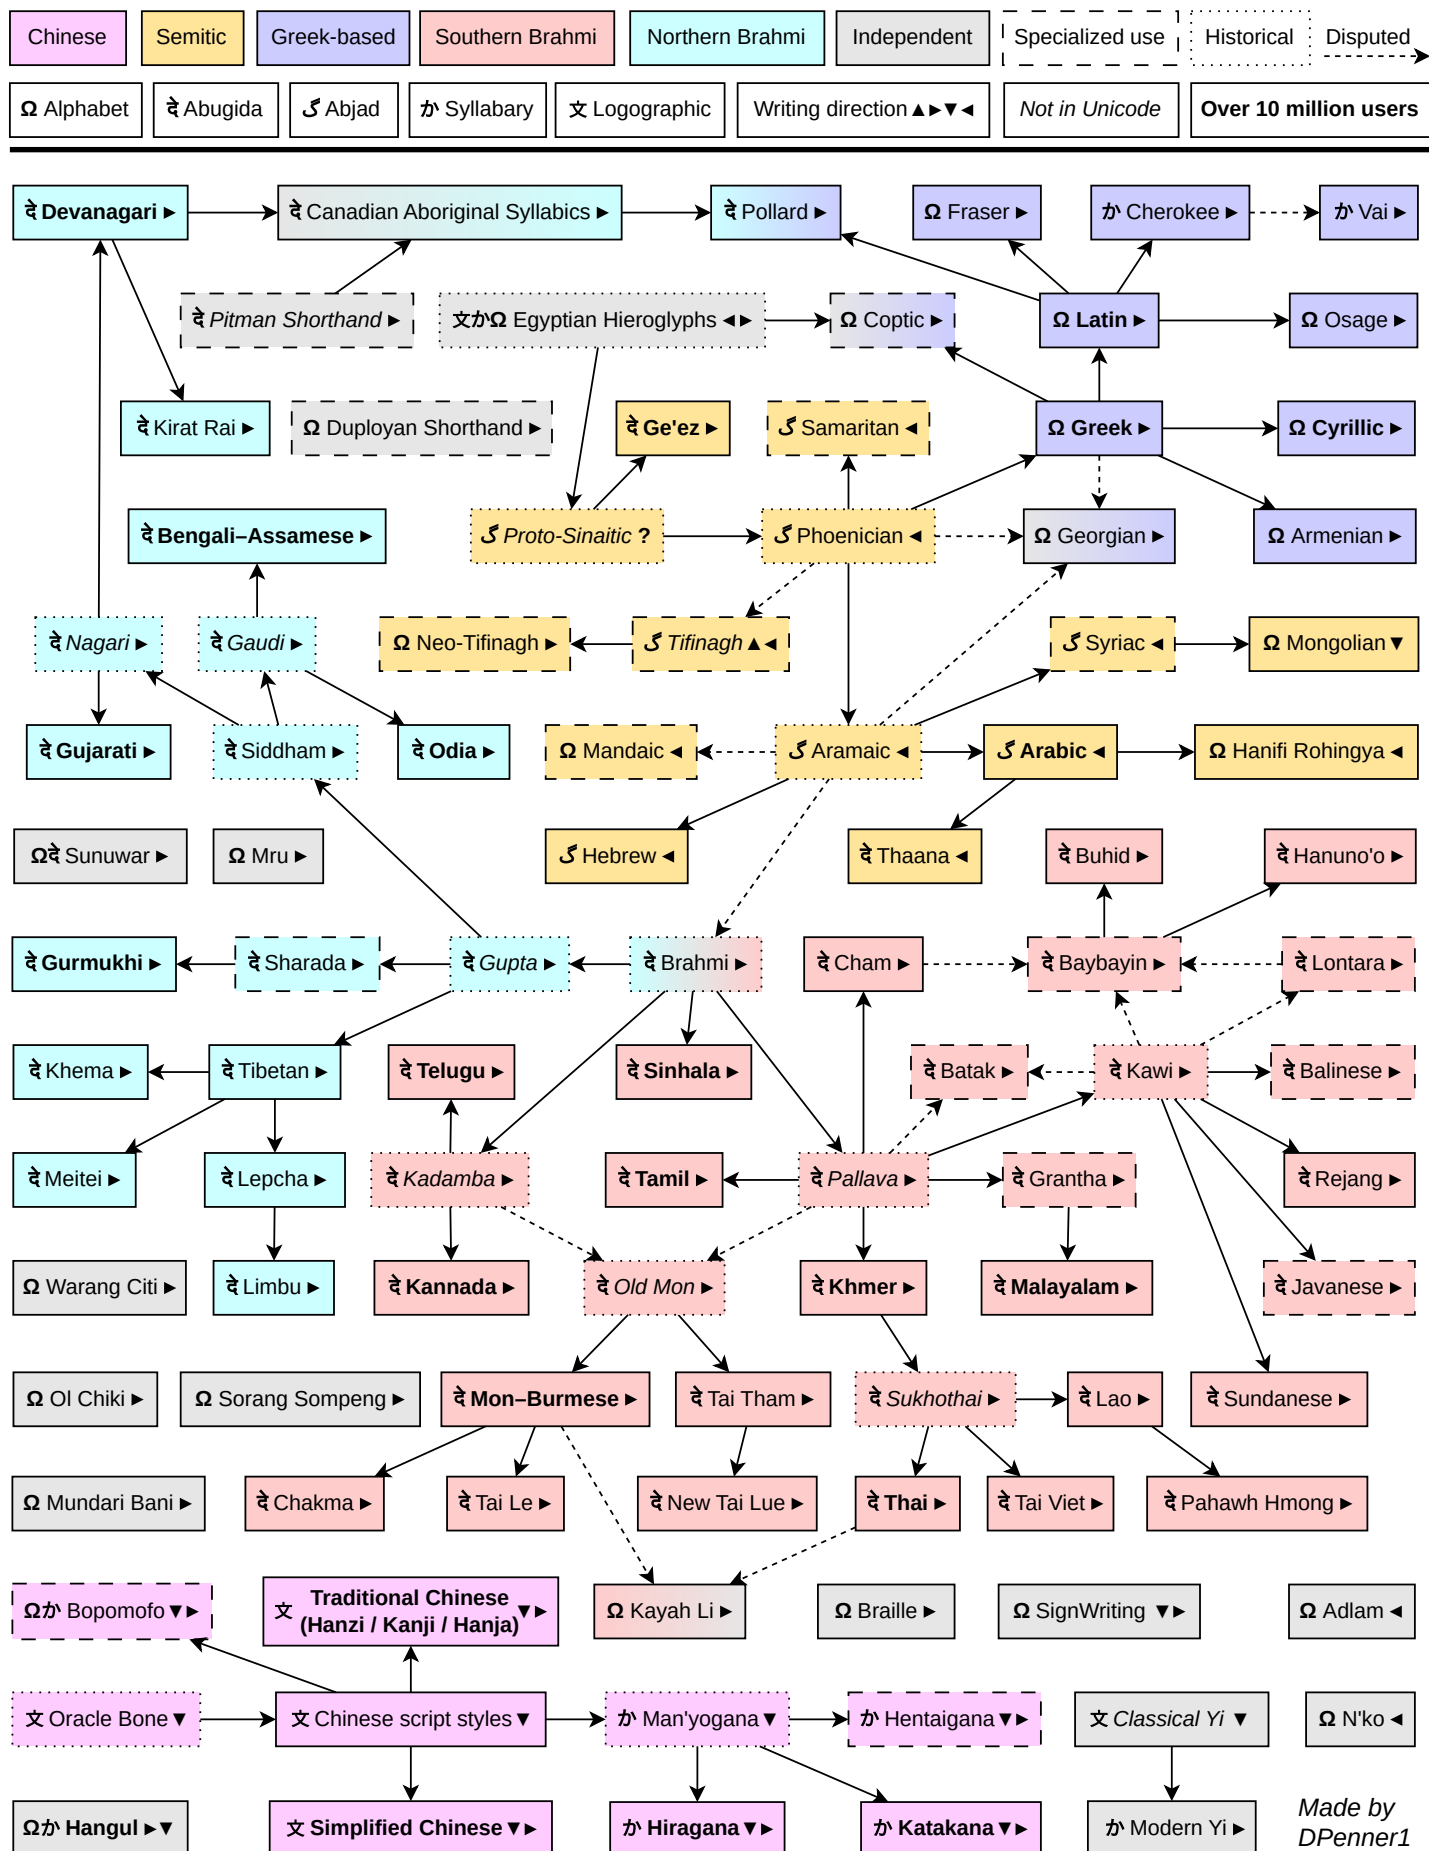 Chinese Semitic Greek-based Southern Brahmi Northern Brahmi Independent Specialized use Historical Disputed
Ω Alphabet दे Abugida گ Abjad か Syllabary 文 Logographic Writing direction ▲►▼◄ Not in Unicode Over 10 million users
दे Devanagari ► दे Canadian Aboriginal Syllabics ► दे Pollard ► Ω Fraser ► か Cherokee ► か Vai ►
दे Pitman Shorthand ► 文かΩ Egyptian Hieroglyphs ◄► Ω Coptic ► Ω Latin ► Ω Osage ►
दे Kirat Rai ► Ω Duployan Shorthand ► दे Ge'ez ► گ Samaritan ◄ Ω Greek ► Ω Cyrillic ►
दे Bengali–Assamese ► گ Proto-Sinaitic ? گ Phoenician ◄ Ω Georgian ► Ω Armenian ►
दे Nagari ► दे Gaudi ► Ω Neo-Tifinagh ► گ Tifinagh ▲◄ گ Syriac ◄ Ω Mongolian ▼
दे Gujarati ► दे Siddham ► दे Odia ► Ω Mandaic ◄ گ Aramaic ◄ گ Arabic ◄ Ω Hanifi Rohingya ◄
Ωदे Sunuwar ► Ω Mru ► گ Hebrew ◄ दे Thaana ◄ दे Buhid ► दे Hanuno'o ►
दे Gurmukhi ► दे Sharada ► दे Gupta ► दे Brahmi ► दे Cham ► दे Baybayin ► दे Lontara ►
दे Khema ► दे Tibetan ► दे Telugu ► दे Sinhala ► दे Batak ► दे Kawi ► दे Balinese ►
दे Meitei ► दे Lepcha ► दे Kadamba ► दे Tamil ► दे Pallava ► दे Grantha ► दे Rejang ►
Ω Warang Citi ► दे Limbu ► दे Kannada ► दे Old Mon ► दे Khmer ► दे Malayalam ► दे Javanese ►
Ω Ol Chiki ► Ω Sorang Sompeng ► दे Mon–Burmese ► दे Tai Tham ► दे Sukhothai ► दे Lao ► दे Sundanese ►
Ω Mundari Bani ► दे Chakma ► दे Tai Le ► दे New Tai Lue ► दे Thai ► दे Tai Viet ► दे Pahawh Hmong ►
Ωか Bopomofo ▼► 文 Traditional Chinese
(Hanzi / Kanji / Hanja) ▼► Ω Kayah Li ► Ω Braille ► Ω SignWriting ▼► Ω Adlam ◄
文 Oracle Bone ▼ 文 Chinese script styles ▼ か Man'yogana ▼ か Hentaigana ▼► 文 Classical Yi ▼ Ω N'ko ◄
Ωか Hangul ►▼ 文 Simplified Chinese ▼► か Hiragana ▼► か Katakana ▼► か Modern Yi ► Made by
DPenner1